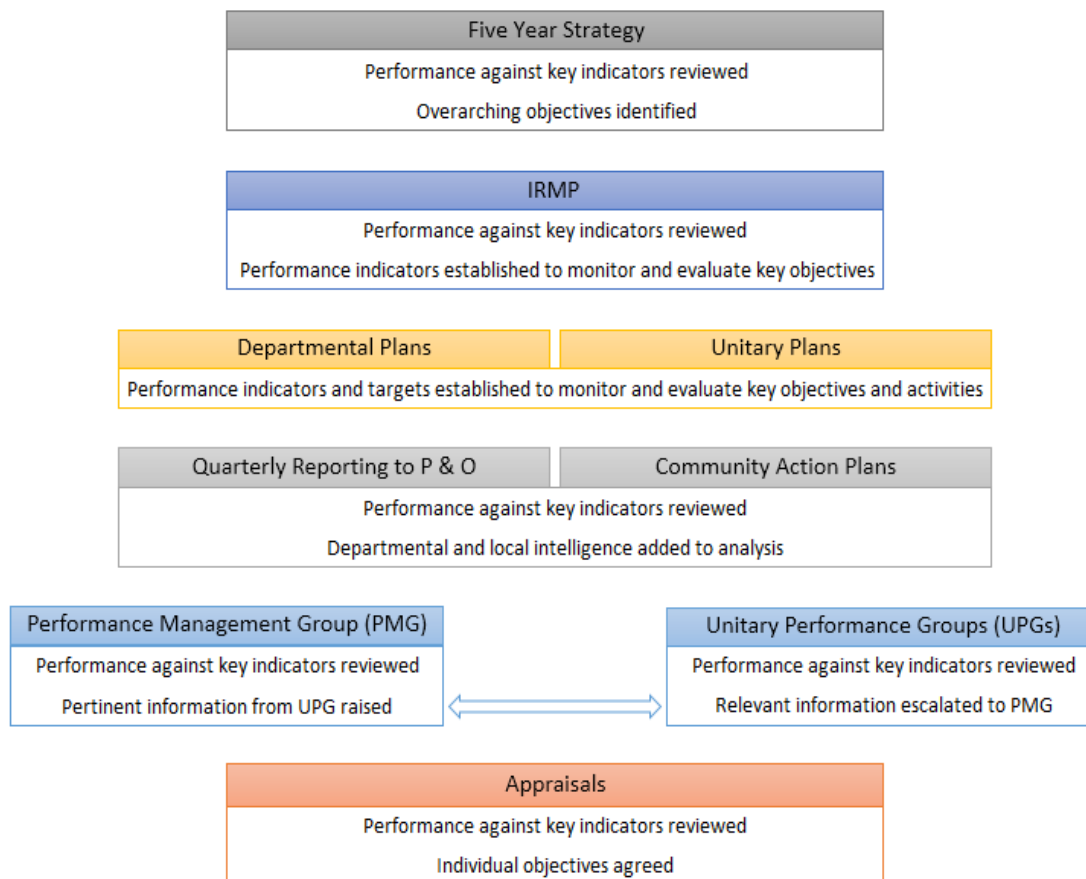 Five Year Strategy
Performance against key indicators reviewed
Overarching objectives identified
IRMP
Performance against key indicators reviewed
Performance indicators established to monitor and evaluate key objectives
Departmental Plans
Unitary Plans
Performance indicators and targets established to monitor and evaluate key objectives and activities
Quarterly Reporting to P & O
Community Action Plans
Performance against key indicators reviewed
Departmental and local intelligence added to analysis
Performance Management Group (PMG)
Performance against key indicators reviewed
Pertinent information from UPG raised
Unitary Performance Groups (UPGs)
Performance against key indicators reviewed
Relevant information escalated to PMG
Appraisals
Performance against key indicators reviewed
Individual objectives agreed